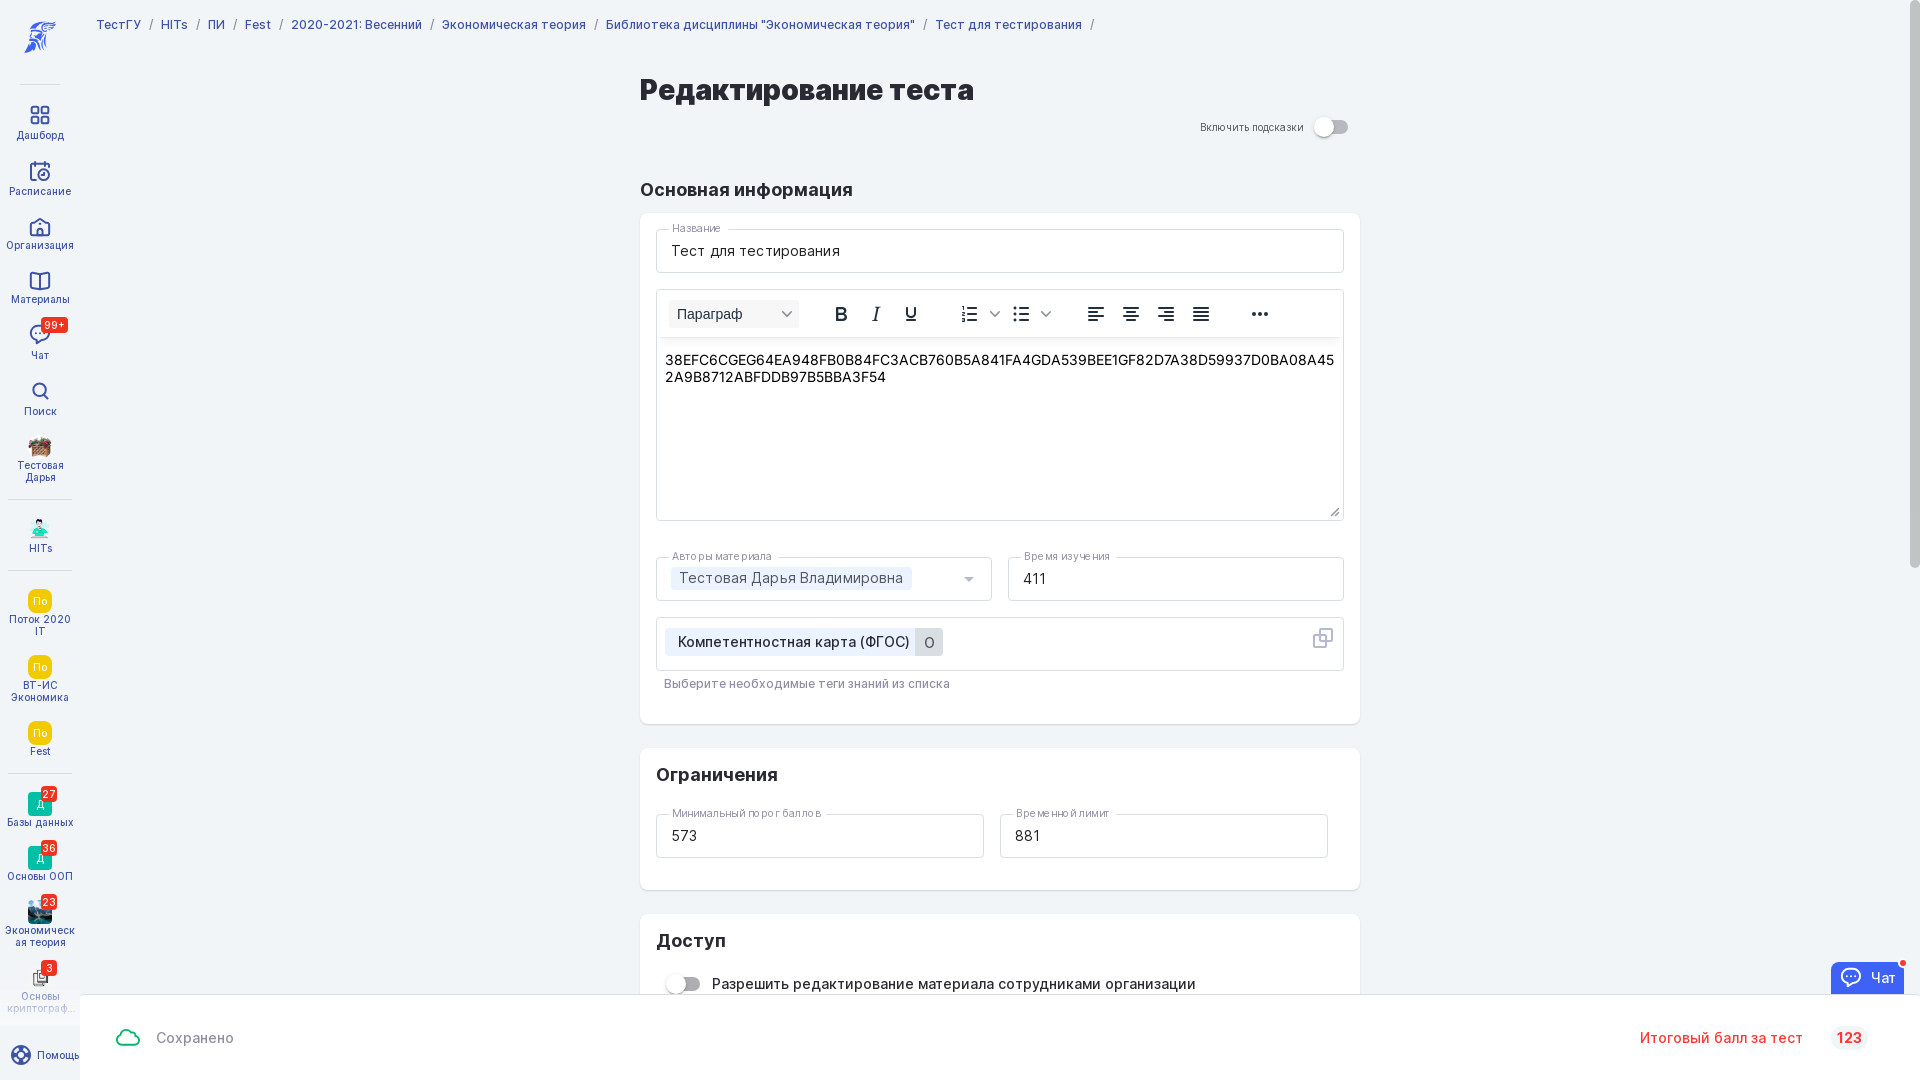 ТестГУ / HITs / ПИ / Fest / 2020-2021: Весенний / Экономическая теория / Библиотека дисциплины "Экономическая теория" / Тест для тестирования /
Дашборд
Расписание
Организация
Материалы
99+
Чат
Поиск
Тестовая
Дарья
HITs
По
Поток 2020
IT
По
ВТ-ИС
Экономика
По
Fest
27
Д
Базы данных
36
Д
Основы ООП
23
Экономическ
ая теория
3
Основы
криптограф...
Помощь
Редактирование теста
Включить подсказки
Основная информация
Название
Тест для тестирования
Параграф
38EFC6CGEG64EA948FB0B84FC3ACB760B5A841FA4GDA539BEE1GF82D7A38D59937D0BA08A45
2A9B8712ABFDDB97B5BBA3F54
Авторы материала
Тестовая Дарья Владимировна
Время изучения
411
Компетентностная карта (ФГОС) 0
Выберите необходимые теги знаний из списка
Ограничения
Минимальный порог баллов
573
Временной лимит
881
Доступ
Разрешить редактирование материала сотрудниками организации
Чат
Сохранено
Итоговый балл за тест 123